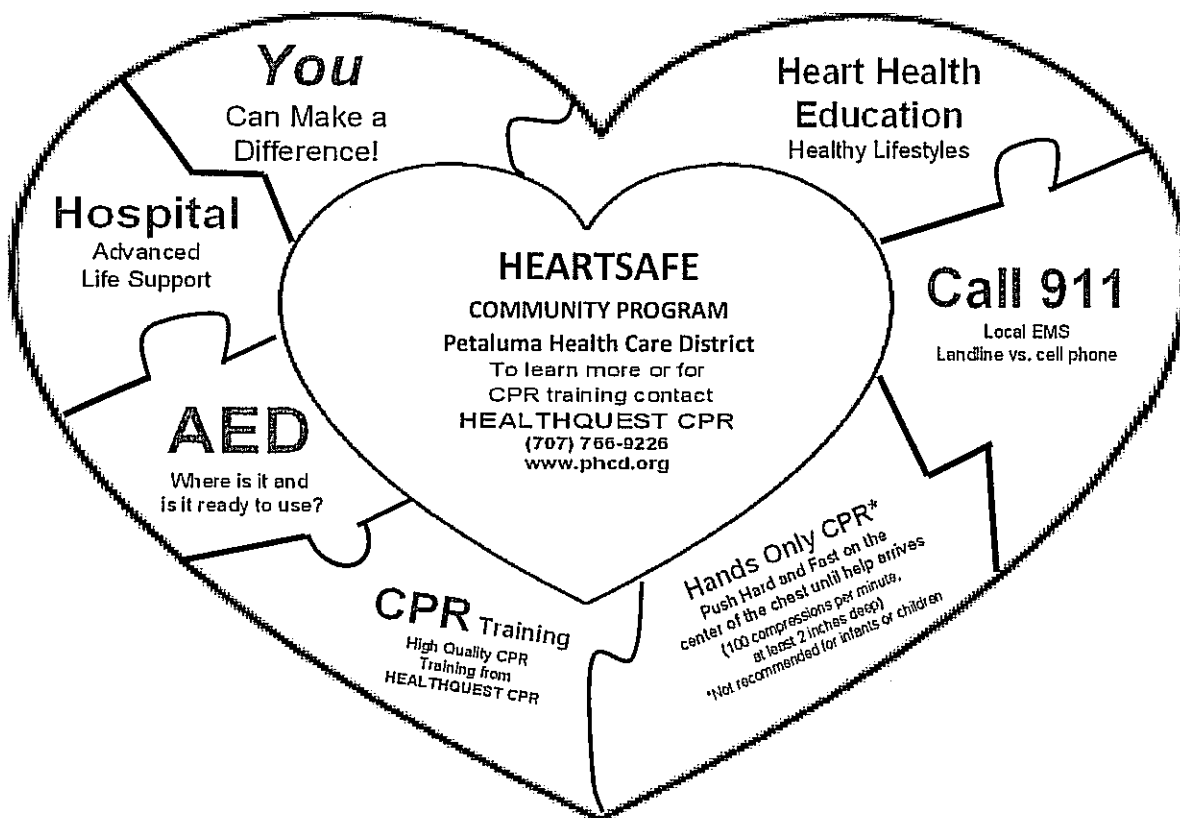 You
Can Make a
Difference!
Heart Health
Education
Healthy Lifestyles
Call 911
Local EMS
Landline vs. cell phone
Hands Only CPR*
Push Hard and Fast on the
center of the chest until help arrives
(100 compressions per minute,
at least 2 inches deep)
*Not recommended for infants or children
CPR Training
High Quality CPR
Training from
HEALTHQUEST CPR
AED
Where is it and
is it ready to use?
Hospital
Advanced
Life Support
HEARTSAFE
COMMUNITY PROGRAM
Petaluma Health Care District
To learn more or for
CPR training contact
HEALTHQUEST CPR
(707) 766-9226
www.phcd.org